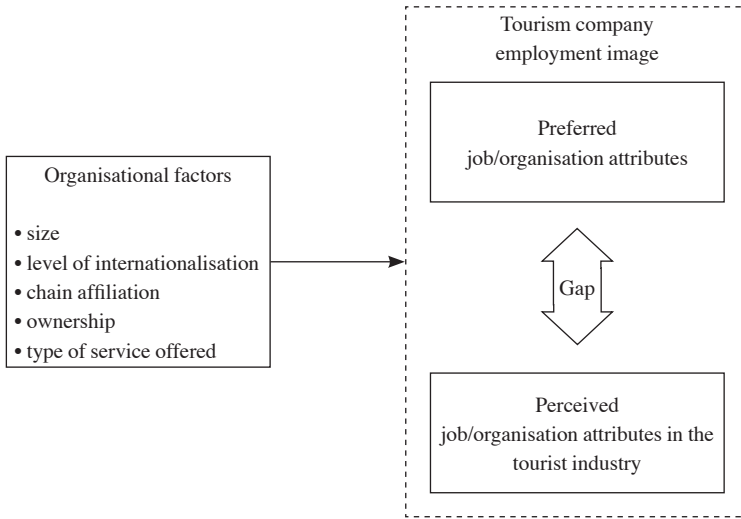 Tourism company
employment image
Preferred
job/organisation attributes
Organisational factors
• size
• level of internationalisation
• chain affiliation
• ownership
• type of service offered
Gap
Perceived
job/organisation attributes in the
tourist industry